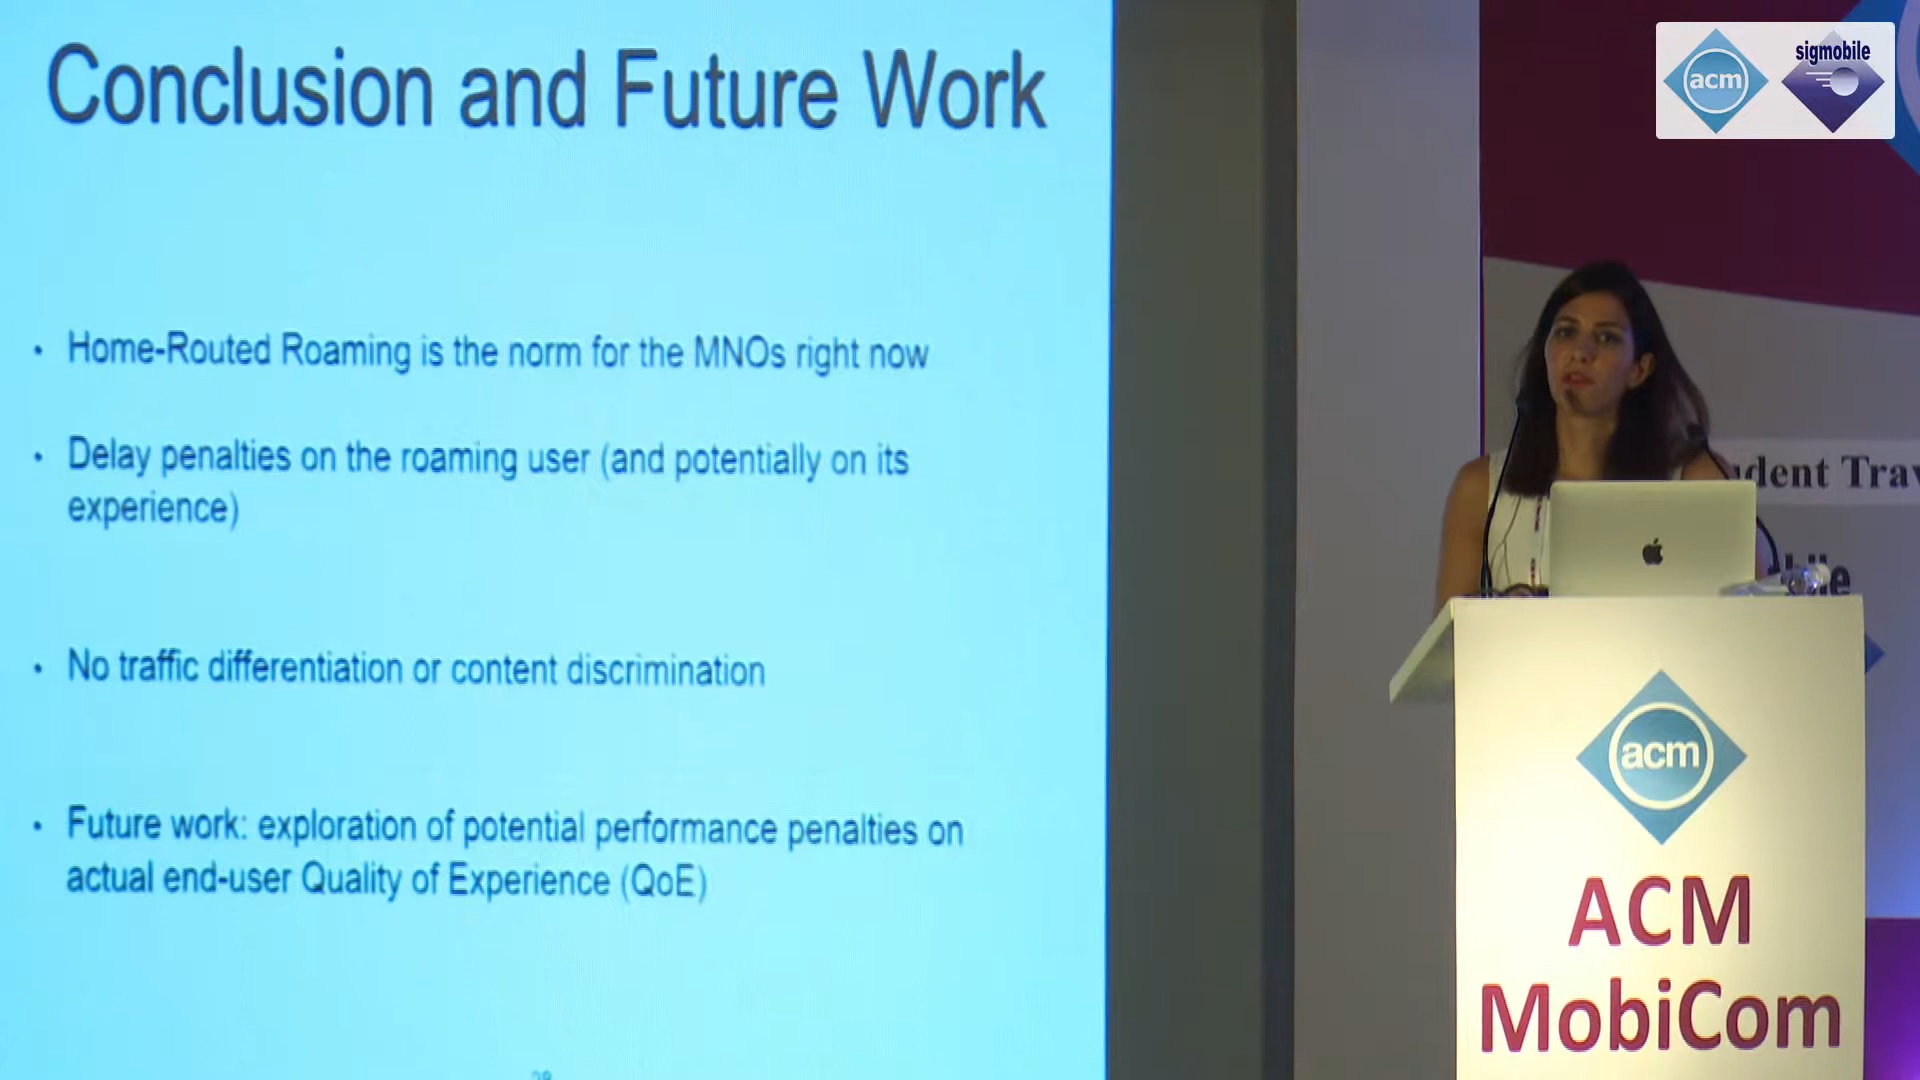 Conclusion and Future Work
• Home-Routed Roaming is the norm for the MNOs right now
• Delay penalties on the roaming user (and potentially on its
experience)
• No traffic differentiation or content discrimination
• Future work: exploration of potential performance penalties on
actual end-user Quality of Experience (QoE)
acm
sigmobile
dent Trav
acm
ACM
MobiCom